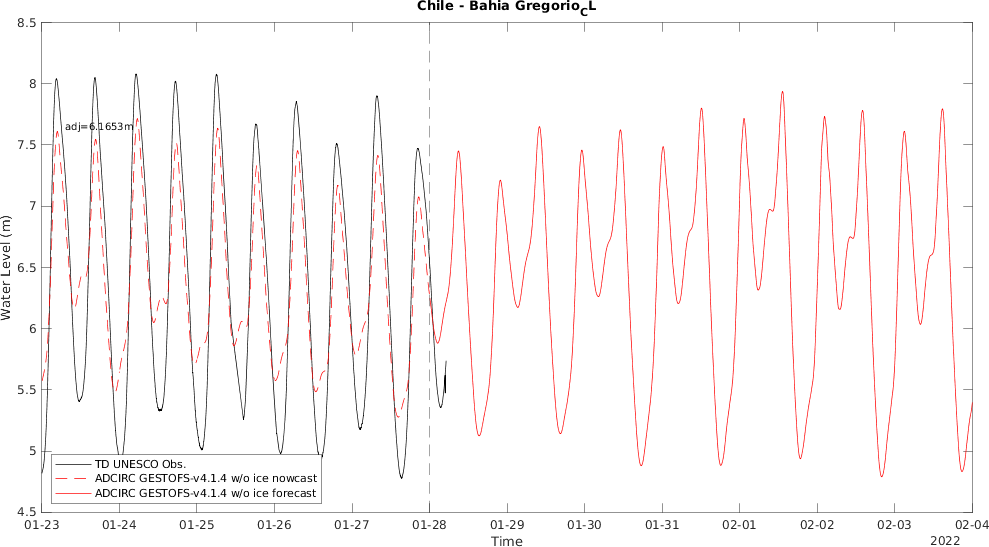 Chile - Bahia Gregorio_CL
8.5
8
7.5
7
6.5
6
5.5
5
4.5
Water Level (m)
adj=6.1653m
TD UNESCO Obs.
ADCIRC GESTOFS-v4.1.4 w/o ice nowcast
ADCIRC GESTOFS-v4.1.4 w/o ice forecast
01-23 01-24 01-25 01-26 01-27 01-28 01-29 01-30 01-31 02-01 02-02 02-03 02-04
Time
2022